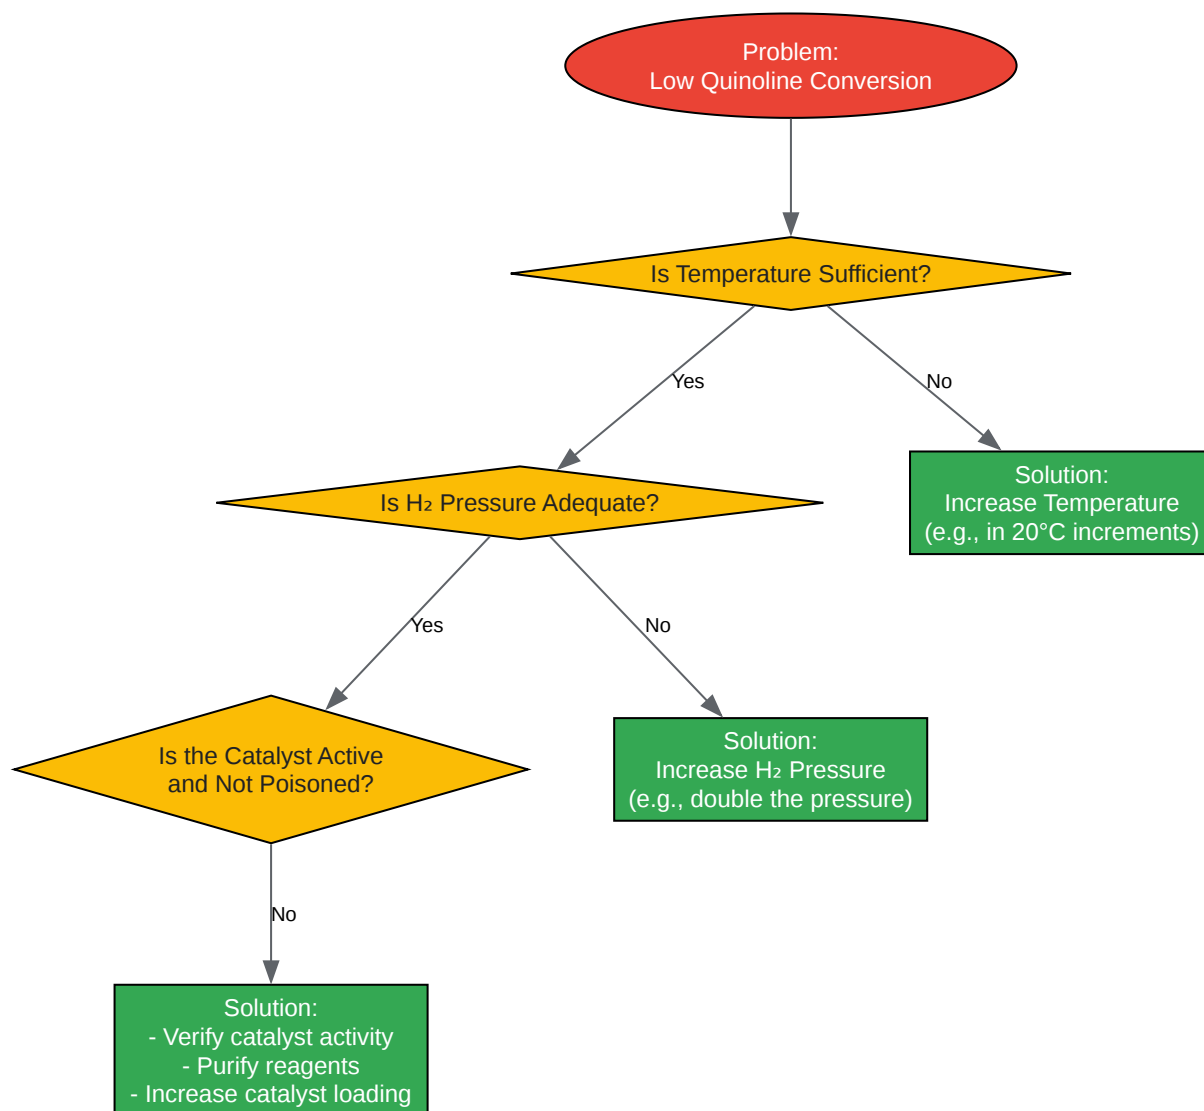 Problem:
Low Quinoline Conversion
Is Temperature Sufficient?
Yes
No
Is H₂ Pressure Adequate?
Solution:
Increase Temperature
(e.g., in 20°C increments)
Yes
No
Is the Catalyst Active
and Not Poisoned?
Solution:
Increase H₂ Pressure
(e.g., double the pressure)
No
Solution:
- Verify catalyst activity
- Purify reagents
- Increase catalyst loading